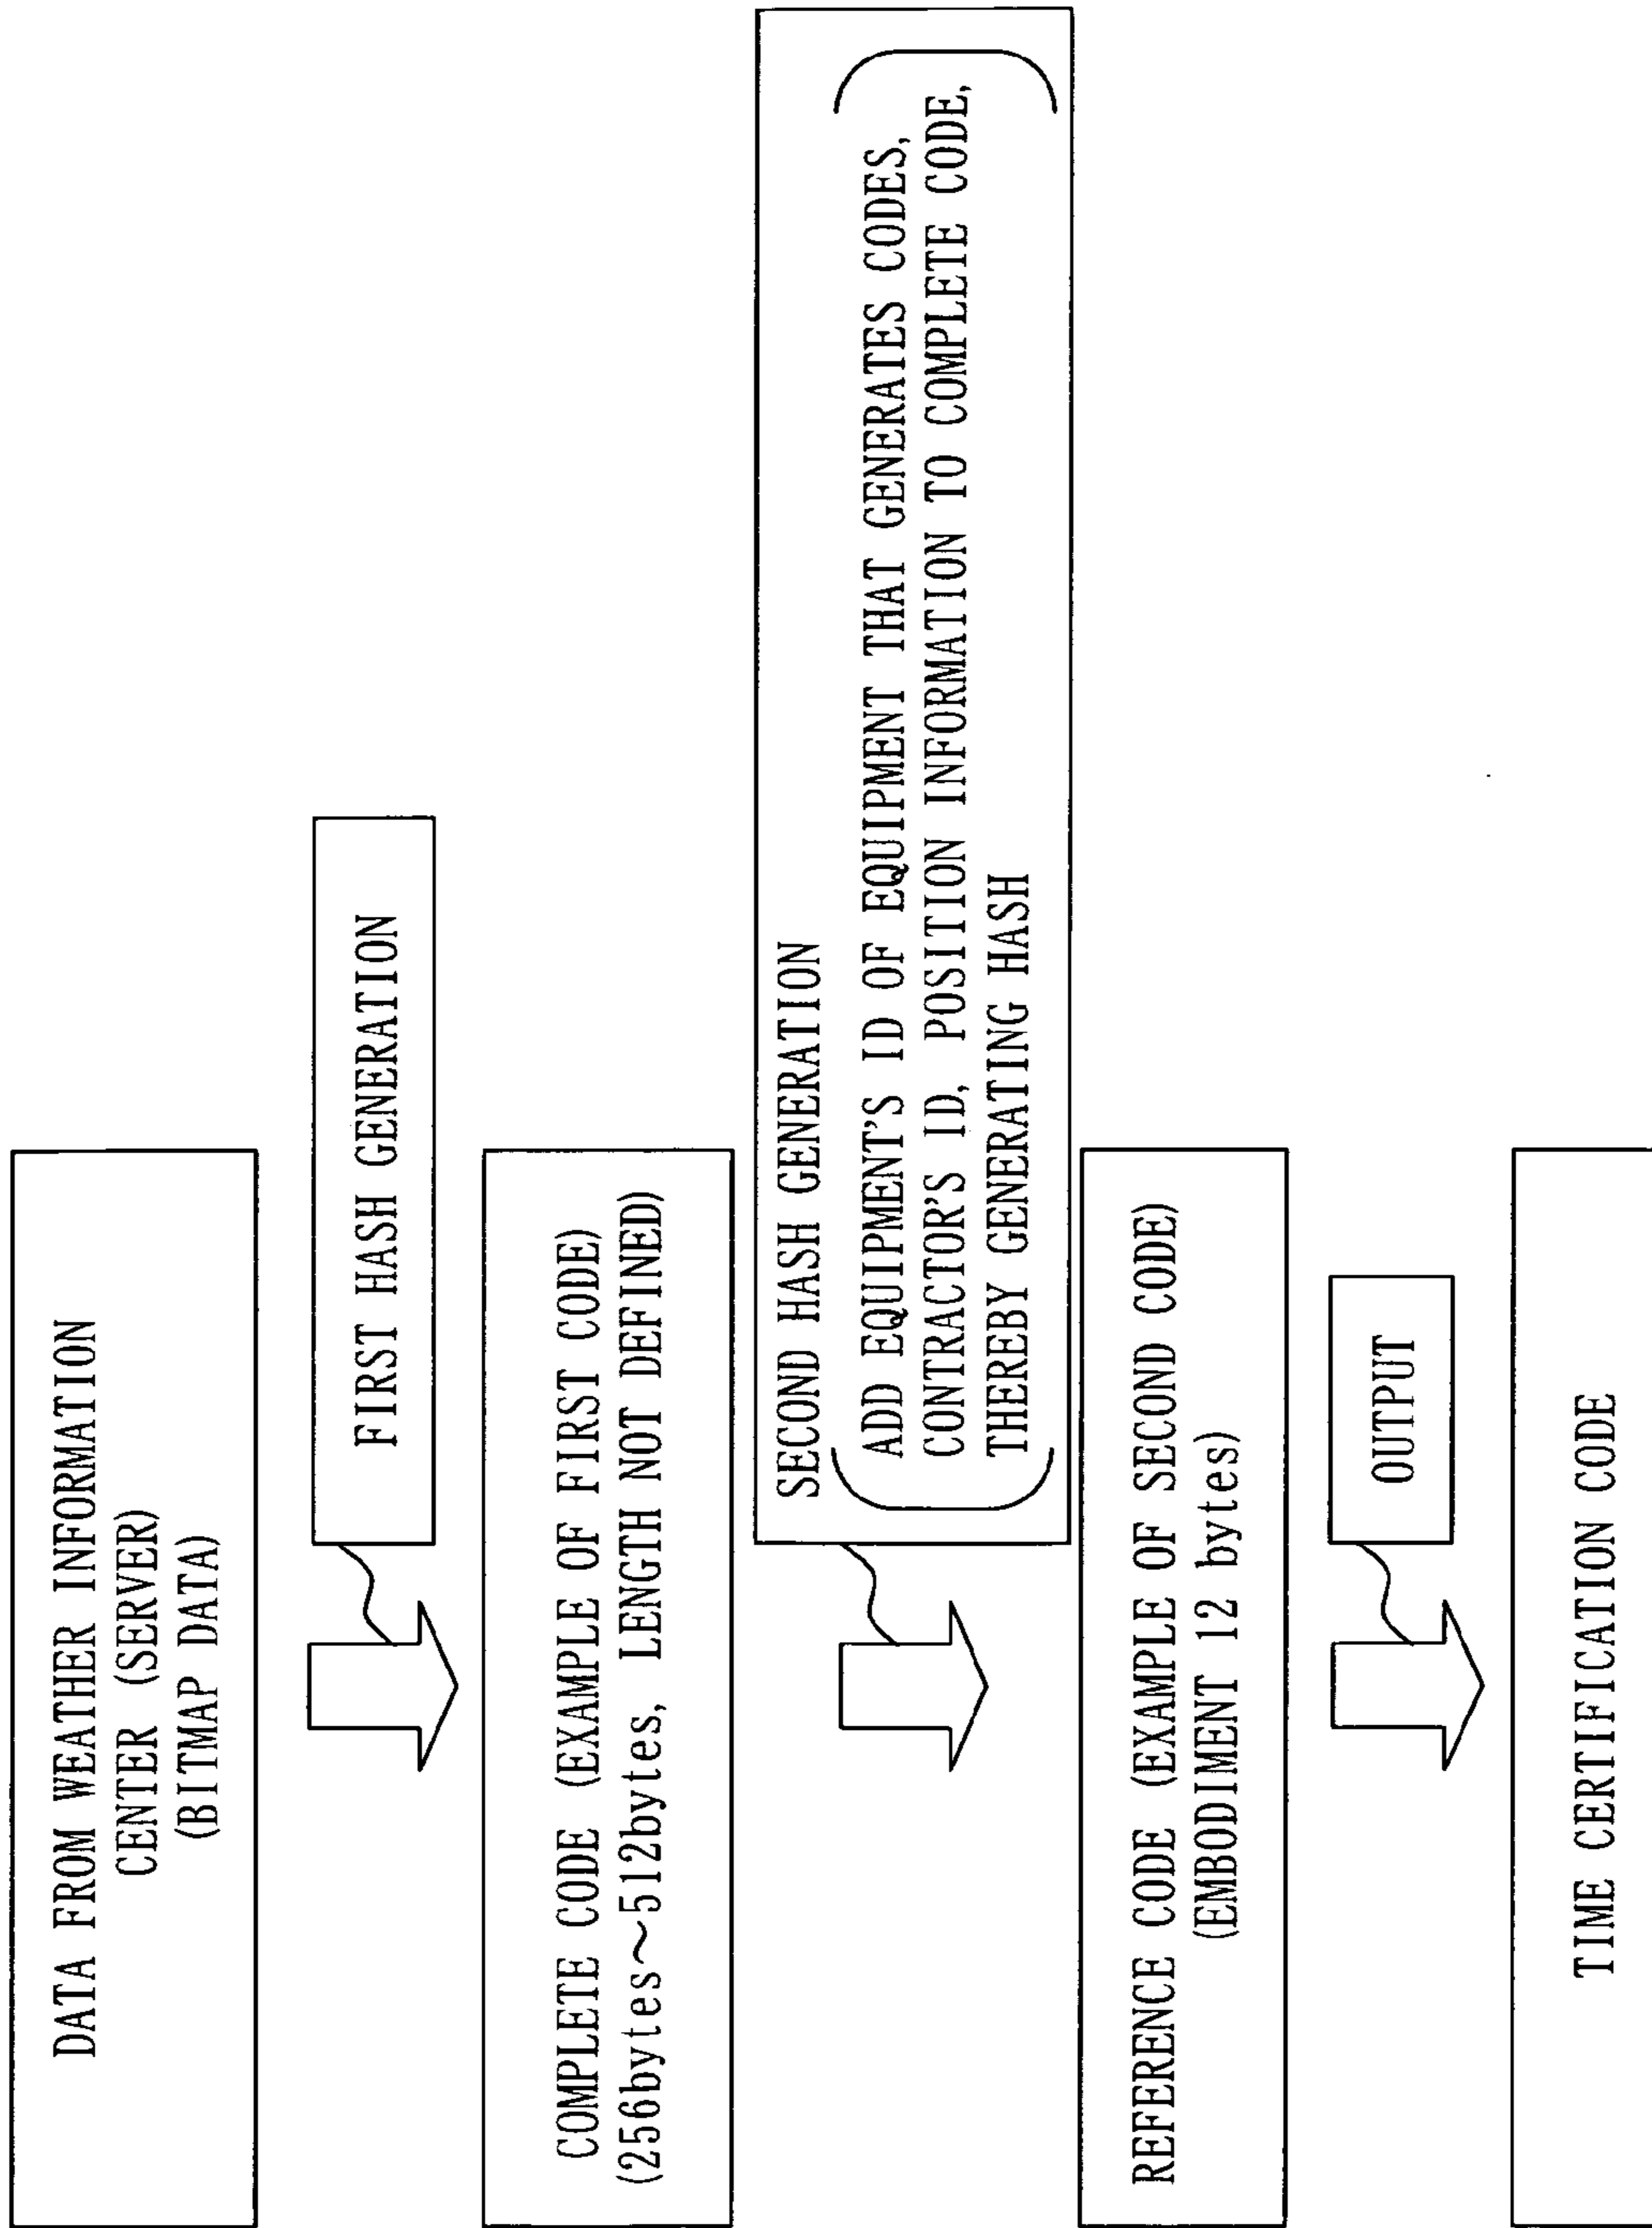 DATA FROM WEATHER INFORMATION
CENTER (SERVER)
(BITMAP DATA)
FIRST HASH GENERATION
COMPLETE CODE (EXAMPLE OF FIRST CODE)
(256bytes~512bytes, LENGTH NOT DEFINED)
SECOND HASH GENERATION
ADD EQUIPMENT'S ID OF EQUIPMENT THAT GENERATES CODES,
CONTRACTOR'S ID, POSITION INFORMATION TO COMPLETE CODE,
THEREBY GENERATING HASH
REFERENCE CODE (EXAMPLE OF SECOND CODE)
(EMBODIMENT 12 bytes)
OUTPUT
TIME CERTIFICATION CODE